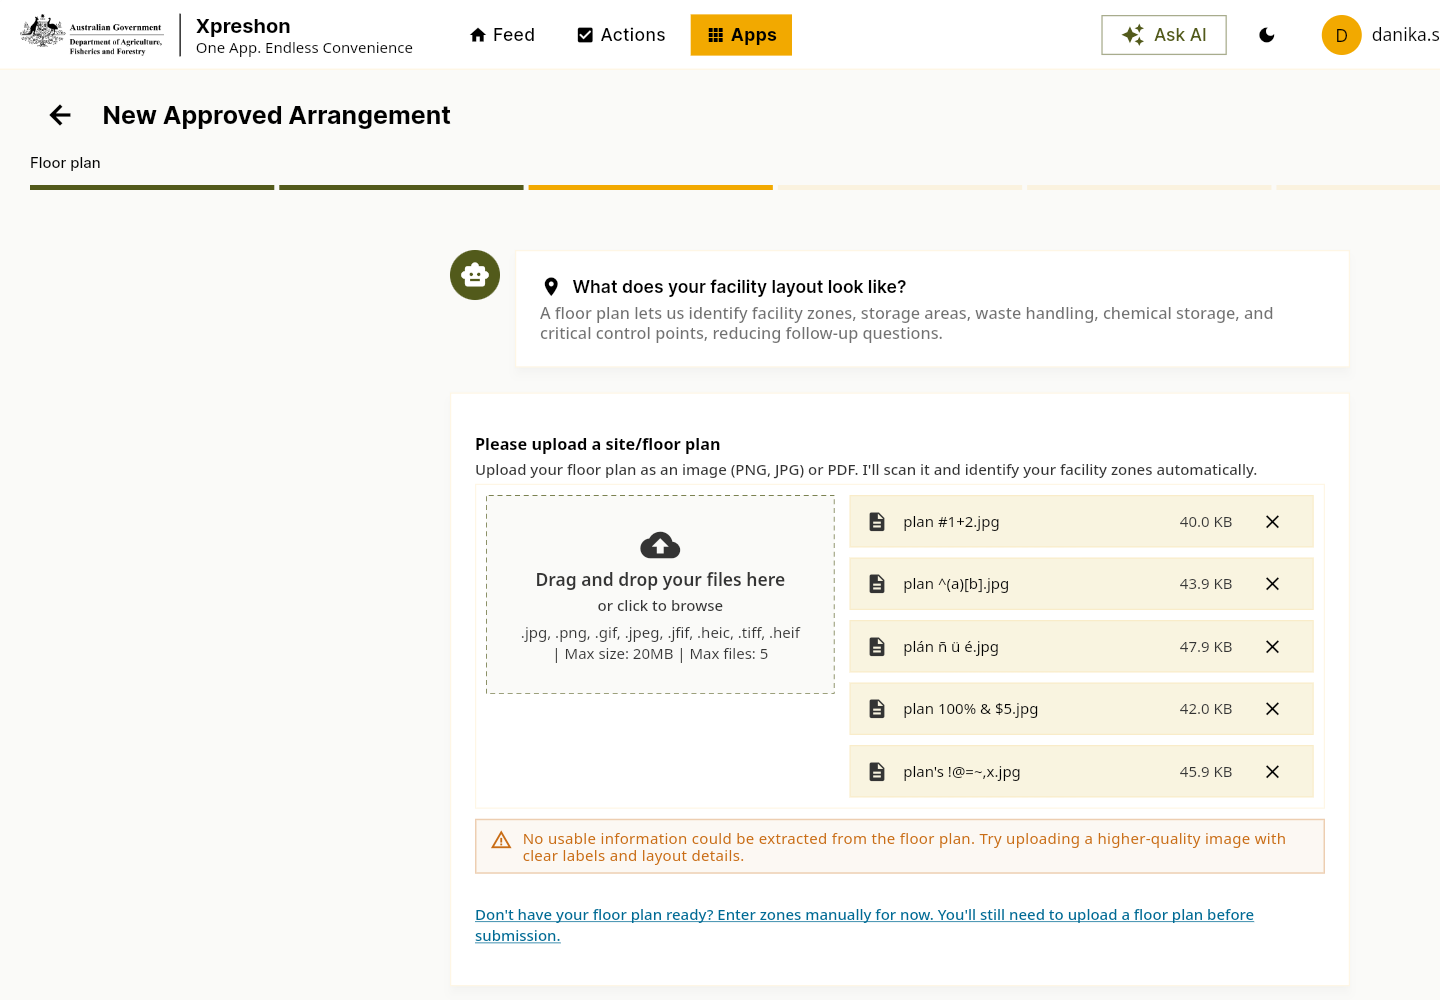 Australian Government
Department of Agriculture,
Fisheries and Forestry
Xpreshon
One App. Endless Convenience
Feed
Actions
Apps
Ask AI
D
danika.s
New Approved Arrangement
Floor plan
What does your facility layout look like?
A floor plan lets us identify facility zones, storage areas, waste handling, chemical storage, and
critical control points, reducing follow-up questions.
Please upload a site/floor plan
Upload your floor plan as an image (PNG, JPG) or PDF. I'll scan it and identify your facility zones automatically.
Drag and drop your files here
or click to browse
.jpg, .png, .gif, .jpeg, .jfif, .heic, .tiff, .heif
| Max size: 20MB | Max files: 5
plan #1+2.jpg 40.0 KB
plan ^(a)[b].jpg 43.9 KB
plán ñ ü é.jpg 47.9 KB
plan 100% & $5.jpg 42.0 KB
plan's !@=~,x.jpg 45.9 KB
No usable information could be extracted from the floor plan. Try uploading a higher-quality image with
clear labels and layout details.
Don't have your floor plan ready? Enter zones manually for now. You'll still need to upload a floor plan before
submission.